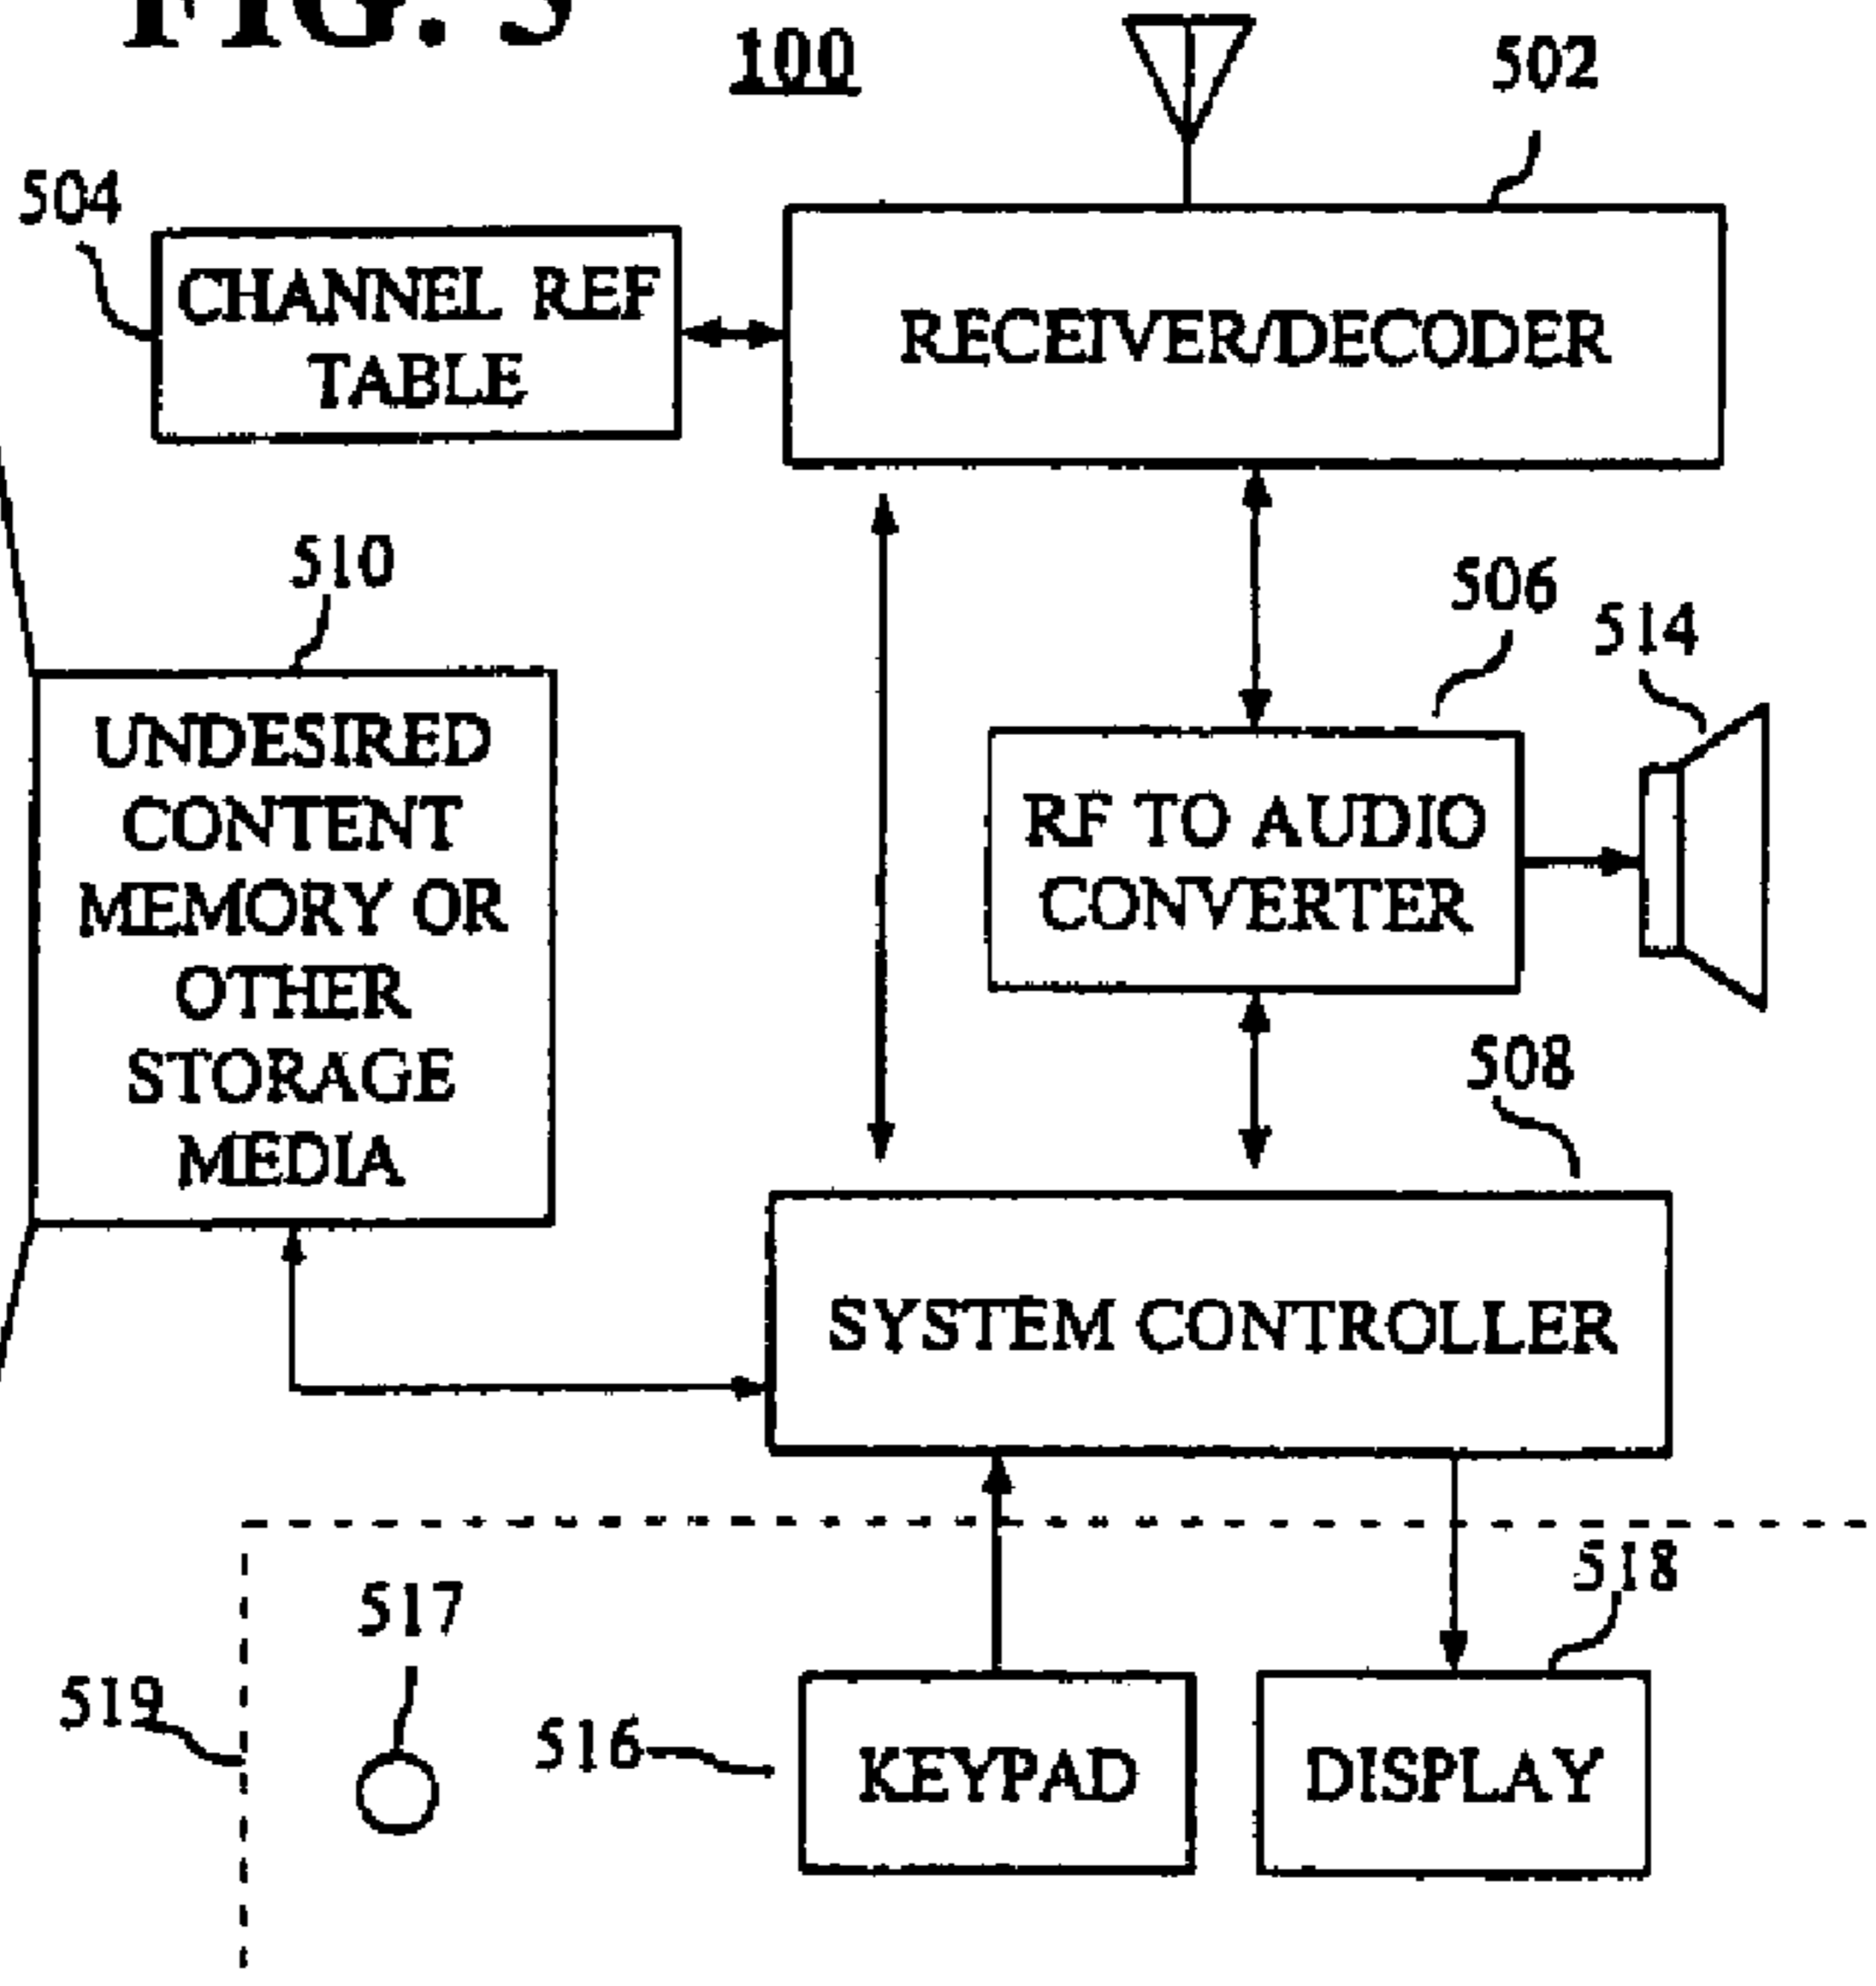 FIG. 5
100
502
504
CHANNEL REF
TABLE
RECEIVER/DECODER
510
506
514
UNDESIRED
CONTENT
MEMORY OR
OTHER
STORAGE
MEDIA
RF TO AUDIO
CONVERTER
508
SYSTEM CONTROLLER
518
517
519
516
KEYPAD
DISPLAY